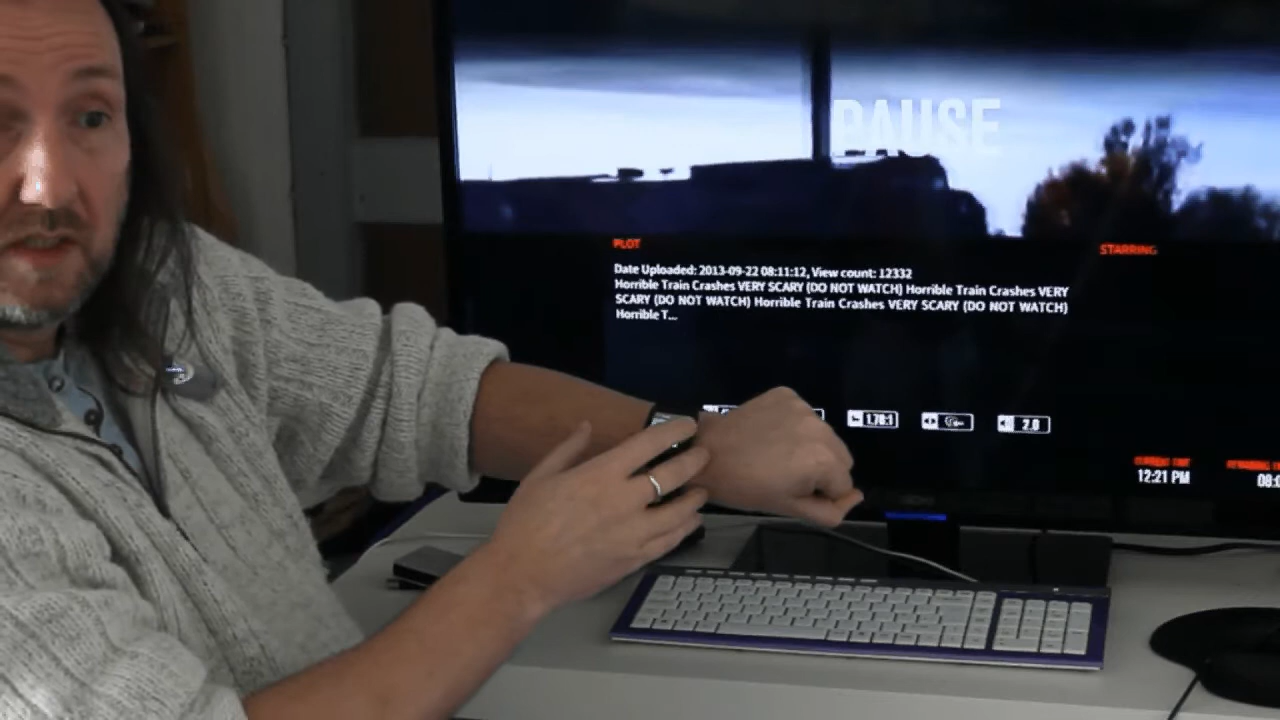 PAUSE
PLOT
STARRING
Date Uploaded: 2013-09-22 08:11:12, View count: 12332
Horrible Train Crashes VERY SCARY (DO NOT WATCH) Horrible Train Crashes VERY
SCARY (DO NOT WATCH) Horrible Train Crashes VERY SCARY (DO NOT WATCH)
Horrible T...
1.78:1
2.0
CURRENT TIME
12:21 PM